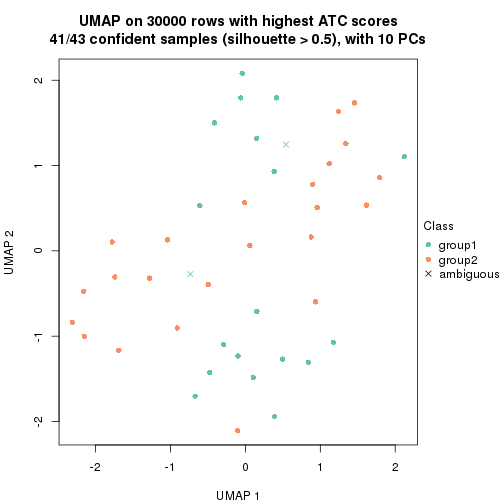 UMAP on 30000 rows with highest ATC scores
41/43 confident samples (silhouette > 0.5), with 10 PCs
2
1
0
-1
-2
UMAP 2
-2
-1
0
1
2
UMAP 1
Class
group1
group2
ambiguous